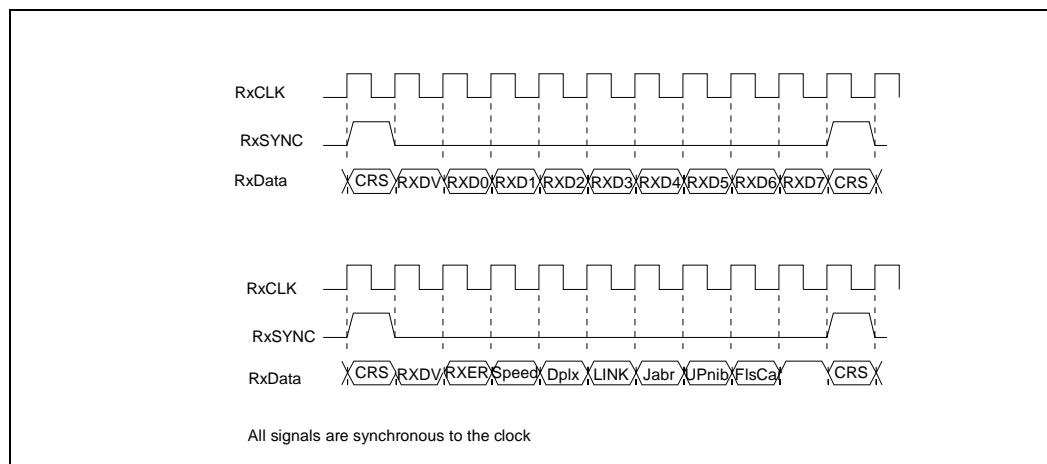 RxCLK
RxSYNC
RxData CRS RXDV RXD0 RXD1 RXD2 RXD3 RXD4 RXD5 RXD6 RXD7 CRS
RxCLK
RxSYNC
RxData CRS RXDV RXER Speed Dplx LINK Jabr UPnib FlsCa CRS
All signals are synchronous to the clock